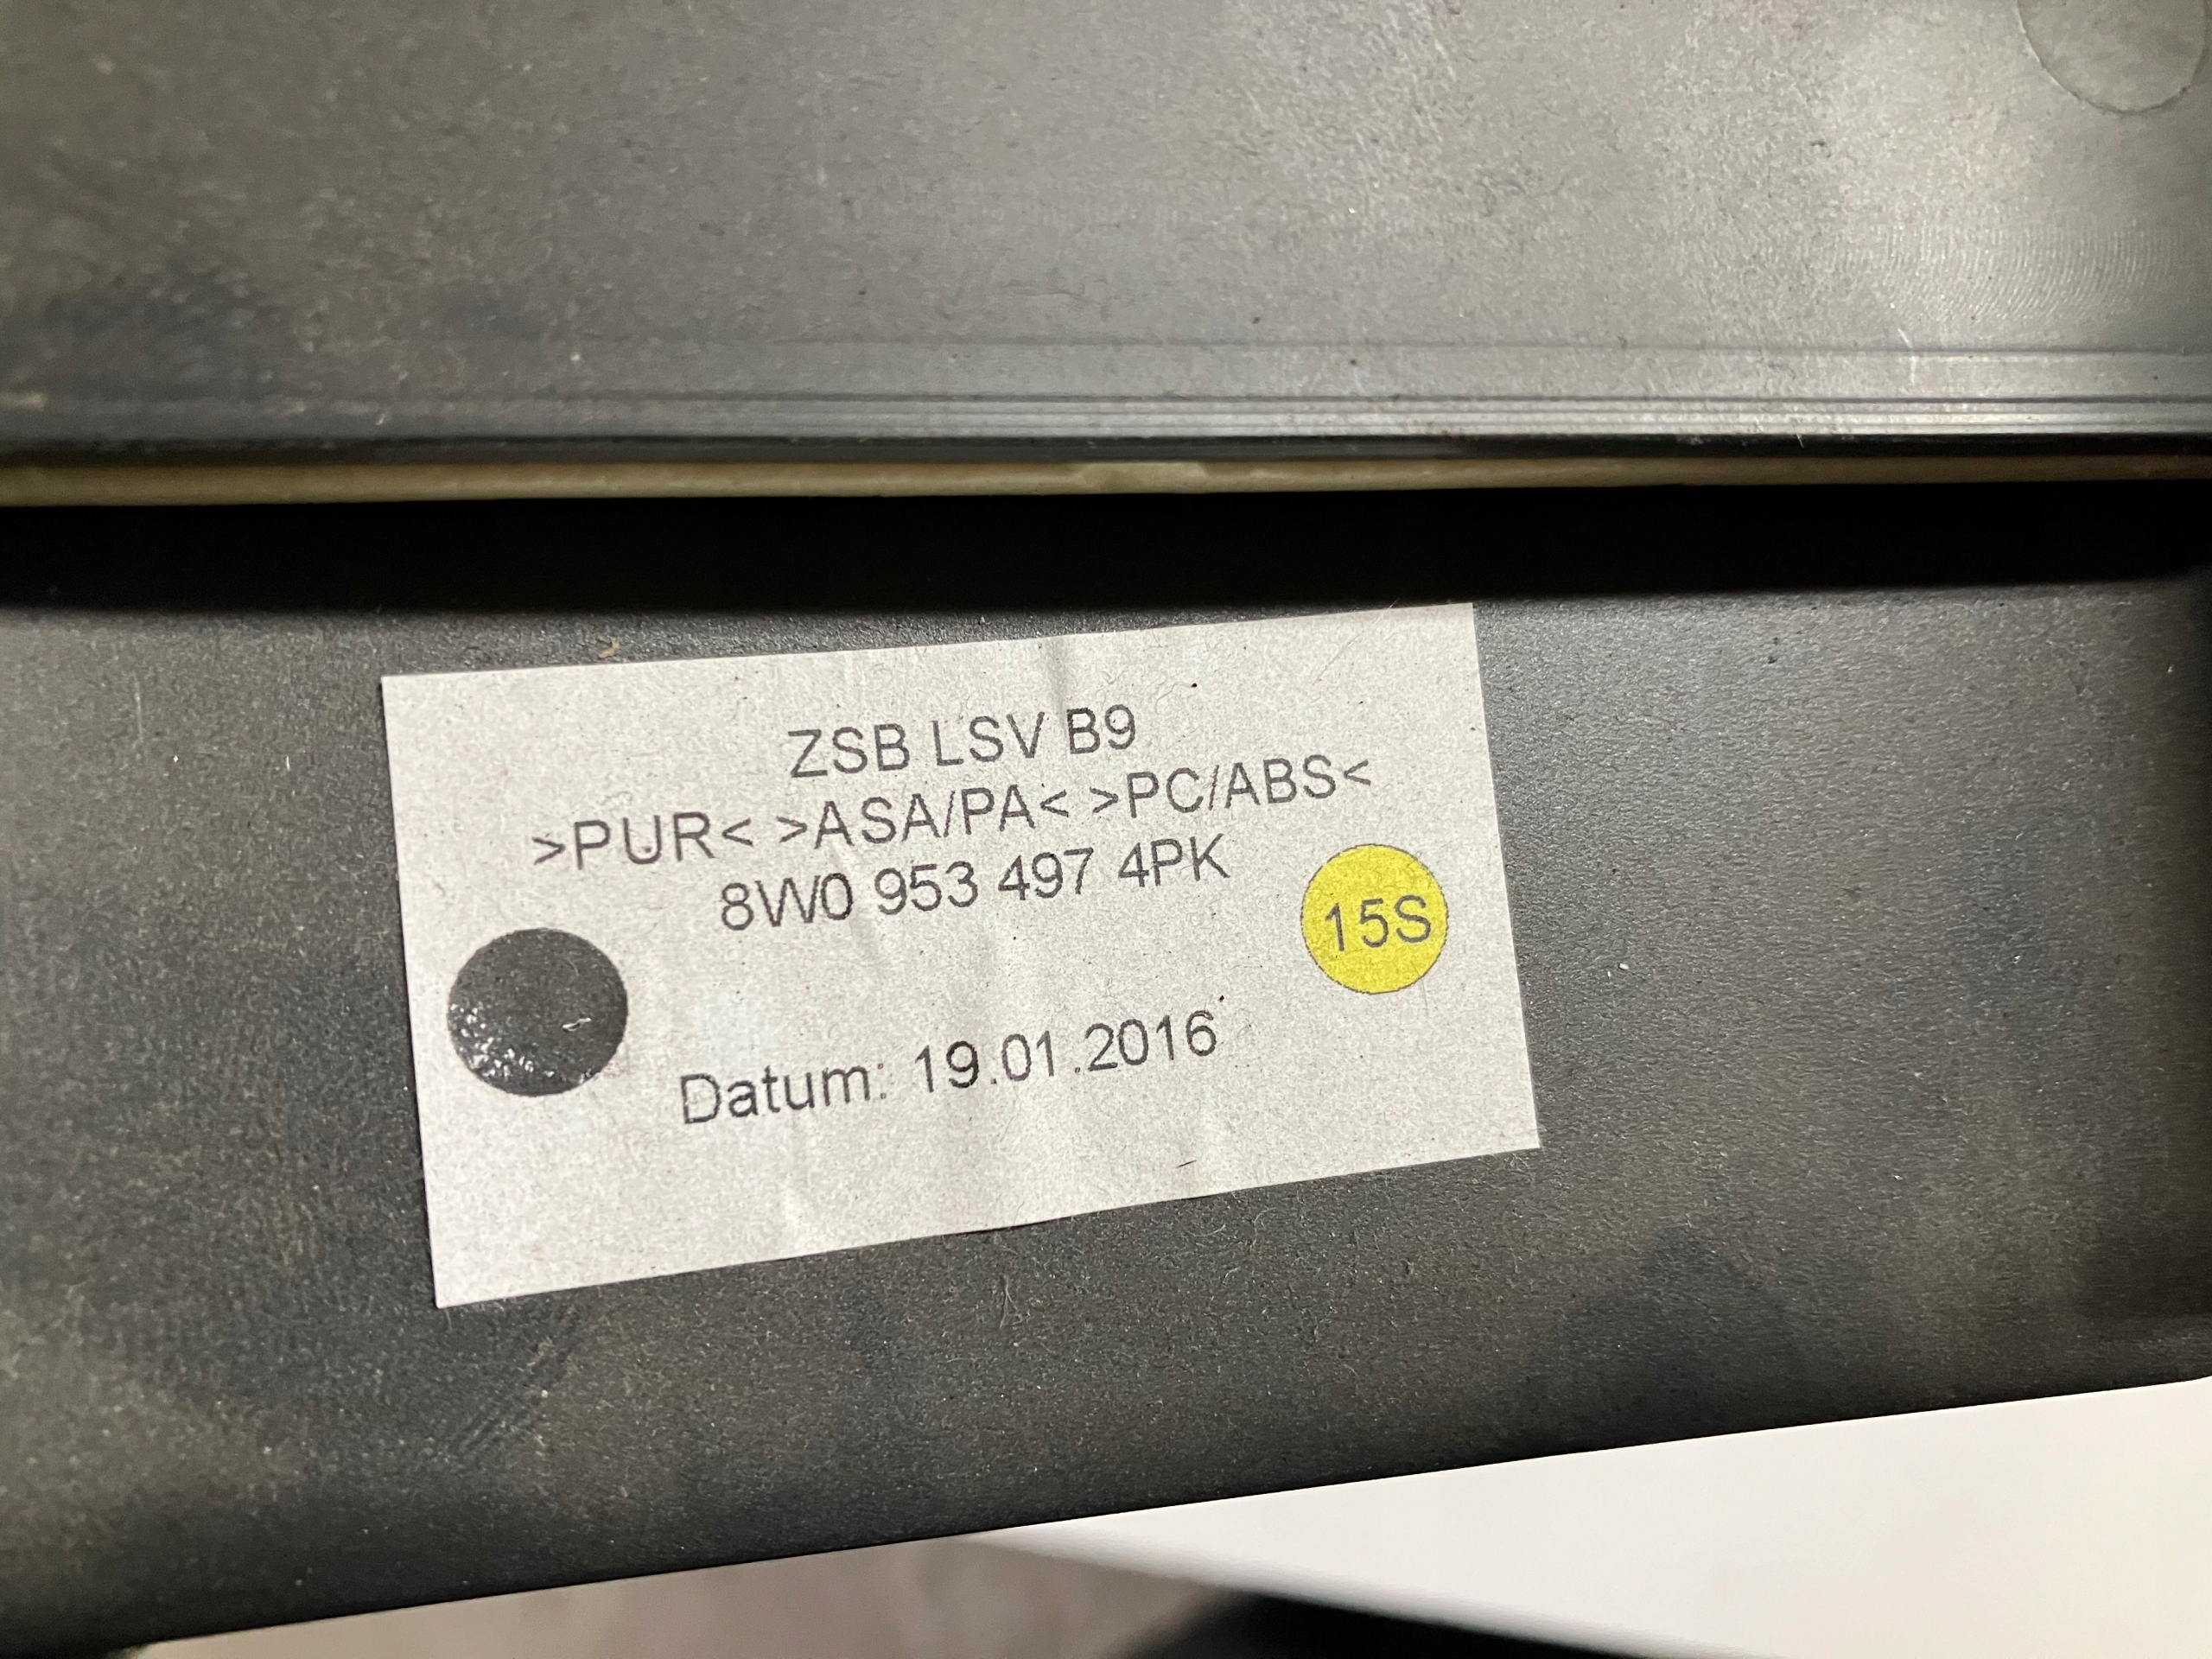 ZSB LSV B9
>PUR< >ASA/PA< >PC/ABS<
8W0 953 497 4PK
15S
Datum: 19.01.2016